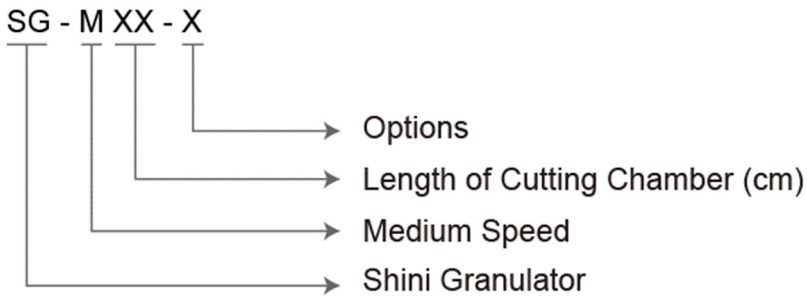 SG - M XX - X
Options
Length of Cutting Chamber (cm)
Medium Speed
Shini Granulator